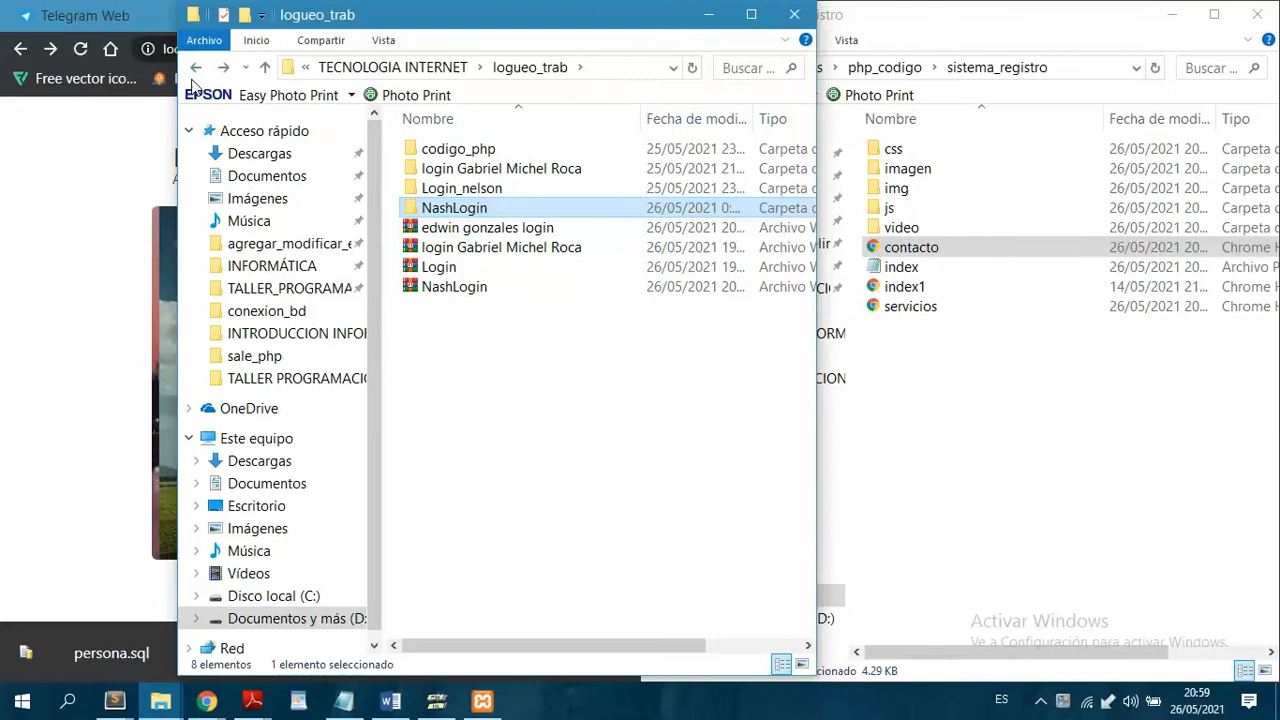 Telegram Web
logueo_trab
istro
Archivo Inicio Compartir Vista
Vista
TECNOLOGIA INTERNET › logueo_trab ›
Buscar ...
php_codigo › sistema_registro
Buscar ...
Free vector ico...
EPSON Easy Photo Print Photo Print
Photo Print
Nombre Fecha de modi... Tipo
Nombre Fecha de modi... Tipo
Acceso rápido
Descargas
Documentos
Imágenes
Música
agregar_modificar_e
INFORMÁTICA
TALLER_PROGRAMA
conexion_bd
INTRODUCCION INFOR
sale_php
TALLER PROGRAMACIO
OneDrive
Este equipo
Descargas
Documentos
Escritorio
Imágenes
Música
Vídeos
Disco local (C:)
Documentos y más (D:
Red
codigo_php 25/05/2021 23... Carpeta d
login Gabriel Michel Roca 25/05/2021 21... Carpeta d
Login_nelson 25/05/2021 23... Carpeta d
NashLogin 26/05/2021 0:... Carpeta d
edwin gonzales login 26/05/2021 20... Archivo W
login Gabriel Michel Roca 26/05/2021 19... Archivo W
Login 26/05/2021 19... Archivo W
NashLogin 26/05/2021 20... Archivo W
css 26/05/2021 20... Carpeta d
imagen 26/05/2021 20... Carpeta d
img 26/05/2021 20... Carpeta d
js 26/05/2021 20... Carpeta d
video 26/05/2021 20... Carpeta d
contacto 26/05/2021 20... Chrome H
index 26/05/2021 20... Archivo P
index1 14/05/2021 21... Chrome H
servicios 26/05/2021 20... Chrome H
D:)
Activar Windows
Ve a Configuración para activar Windows.
persona.sql
8 elementos 1 elemento seleccionado
cionado 4.29 KB
ES
20:59
26/05/2021